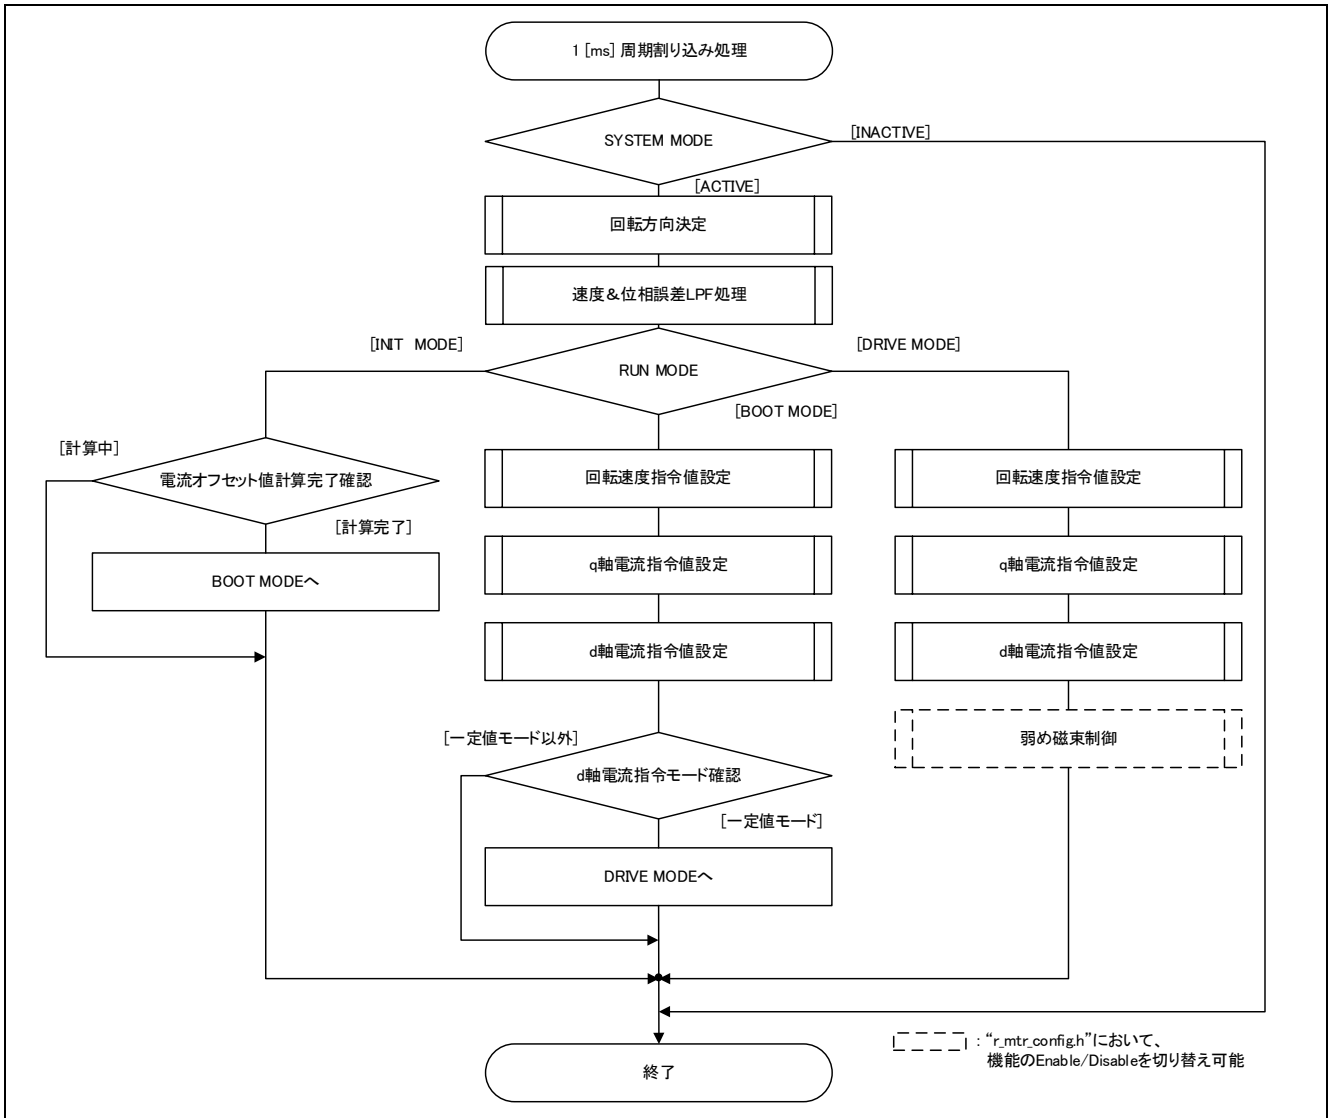 1 [ms] 周期割り込み処理
SYSTEM MODE
[INACTIVE]
[ACTIVE]
回転方向決定
速度＆位相誤差LPF処理
[INIT　MODE]
RUN MODE
[DRIVE MODE]
[BOOT MODE]
[計算中]
電流オフセット値計算完了確認
[計算完了]
BOOT MODEへ
回転速度指令値設定
q軸電流指令値設定
d軸電流指令値設定
[一定値モード以外]
d軸電流指令モード確認
[一定値モード]
DRIVE MODEへ
回転速度指令値設定
q軸電流指令値設定
d軸電流指令値設定
弱め磁束制御
終了
: “r_mtr_config.h”において、
機能のEnable/Disableを切り替え可能